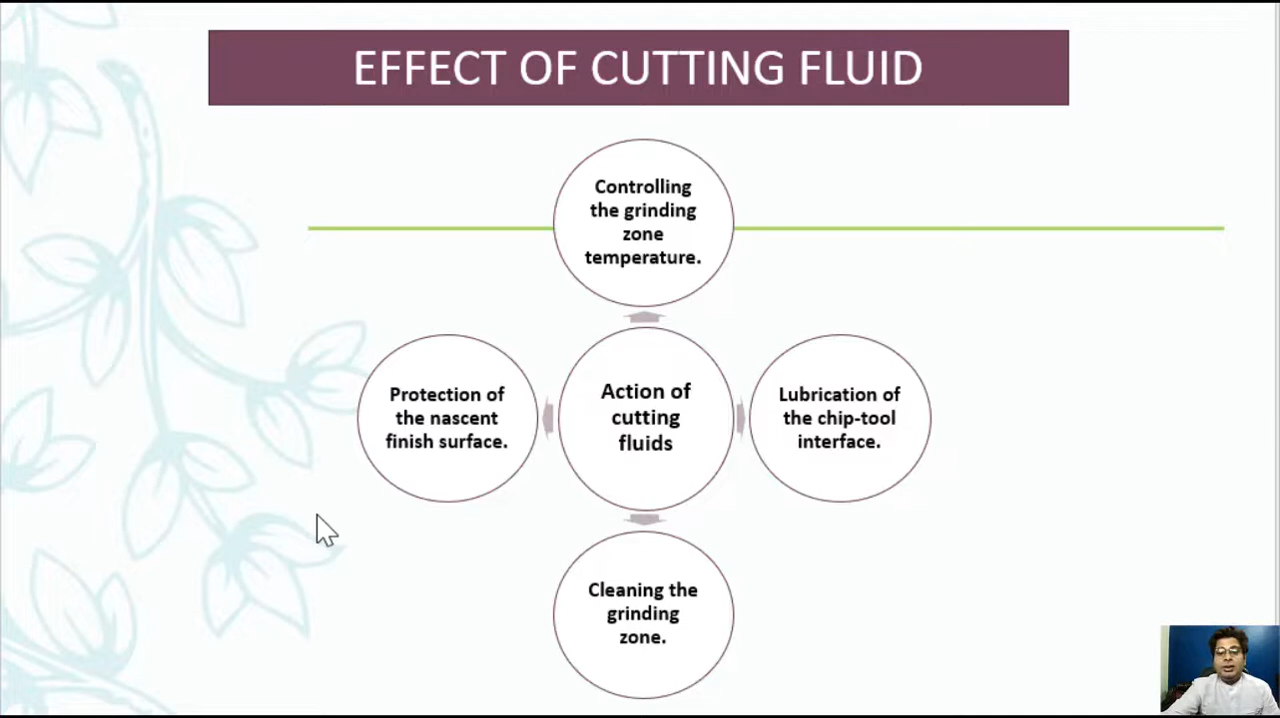 EFFECT OF CUTTING FLUID
Controlling
the grinding
zone
temperature.
Protection of
the nascent
finish surface.
Action of
cutting
fluids
Lubrication of
the chip-tool
interface.
Cleaning the
grinding
zone.